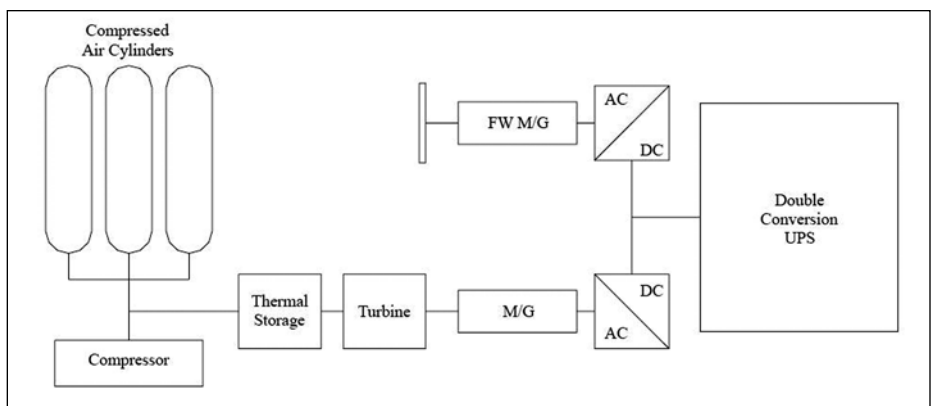 Compressed
Air Cylinders
AC
FW M/G
DC
Double
Conversion
UPS
Thermal
Storage
Turbine
M/G
DC
AC
Compressor